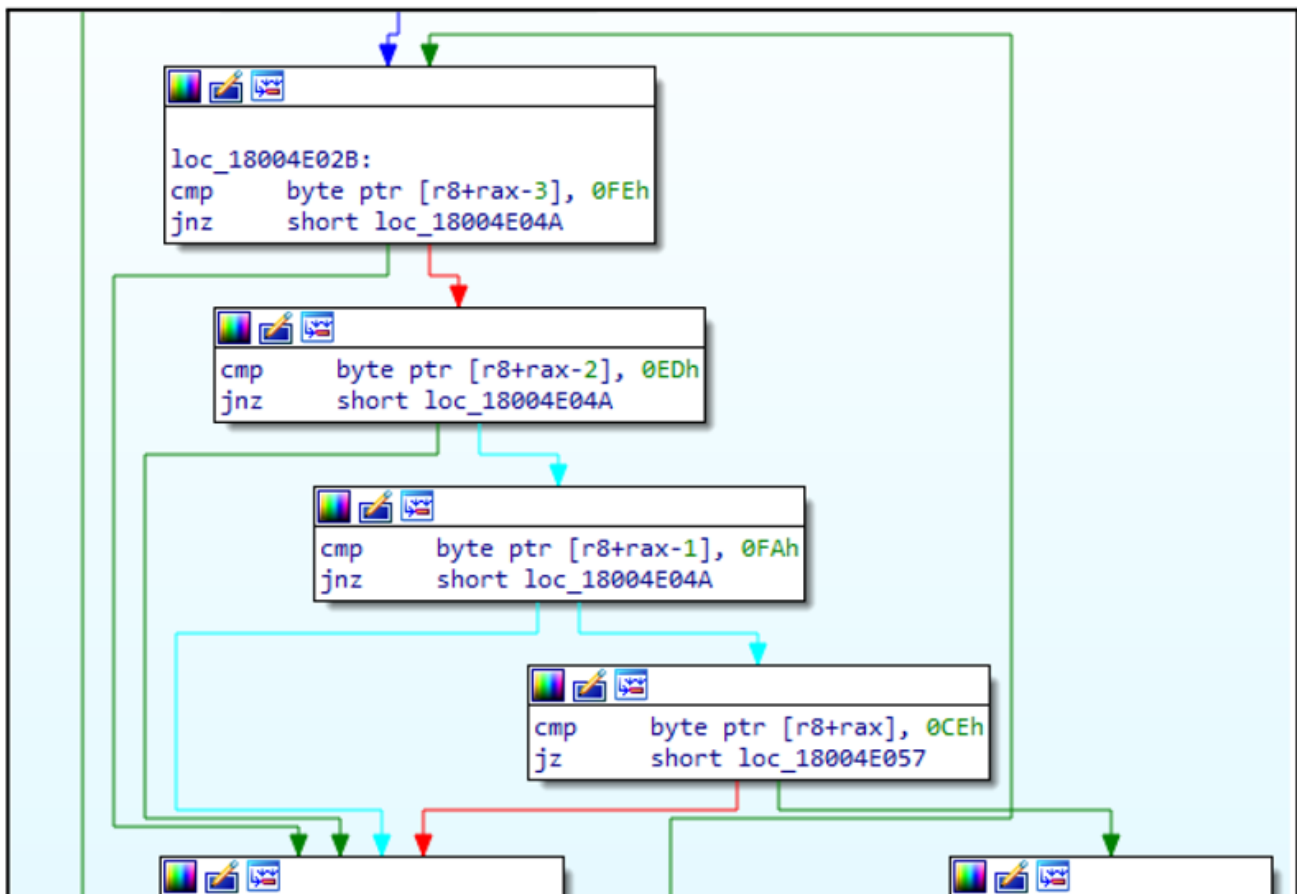 loc_18004E02B:
cmp byte ptr [r8+rax-3], 0FEh
jnz short loc_18004E04A
cmp byte ptr [r8+rax-2], 0EDh
jnz short loc_18004E04A
cmp byte ptr [r8+rax-1], 0FAh
jnz short loc_18004E04A
cmp byte ptr [r8+rax], 0CEh
jz short loc_18004E057